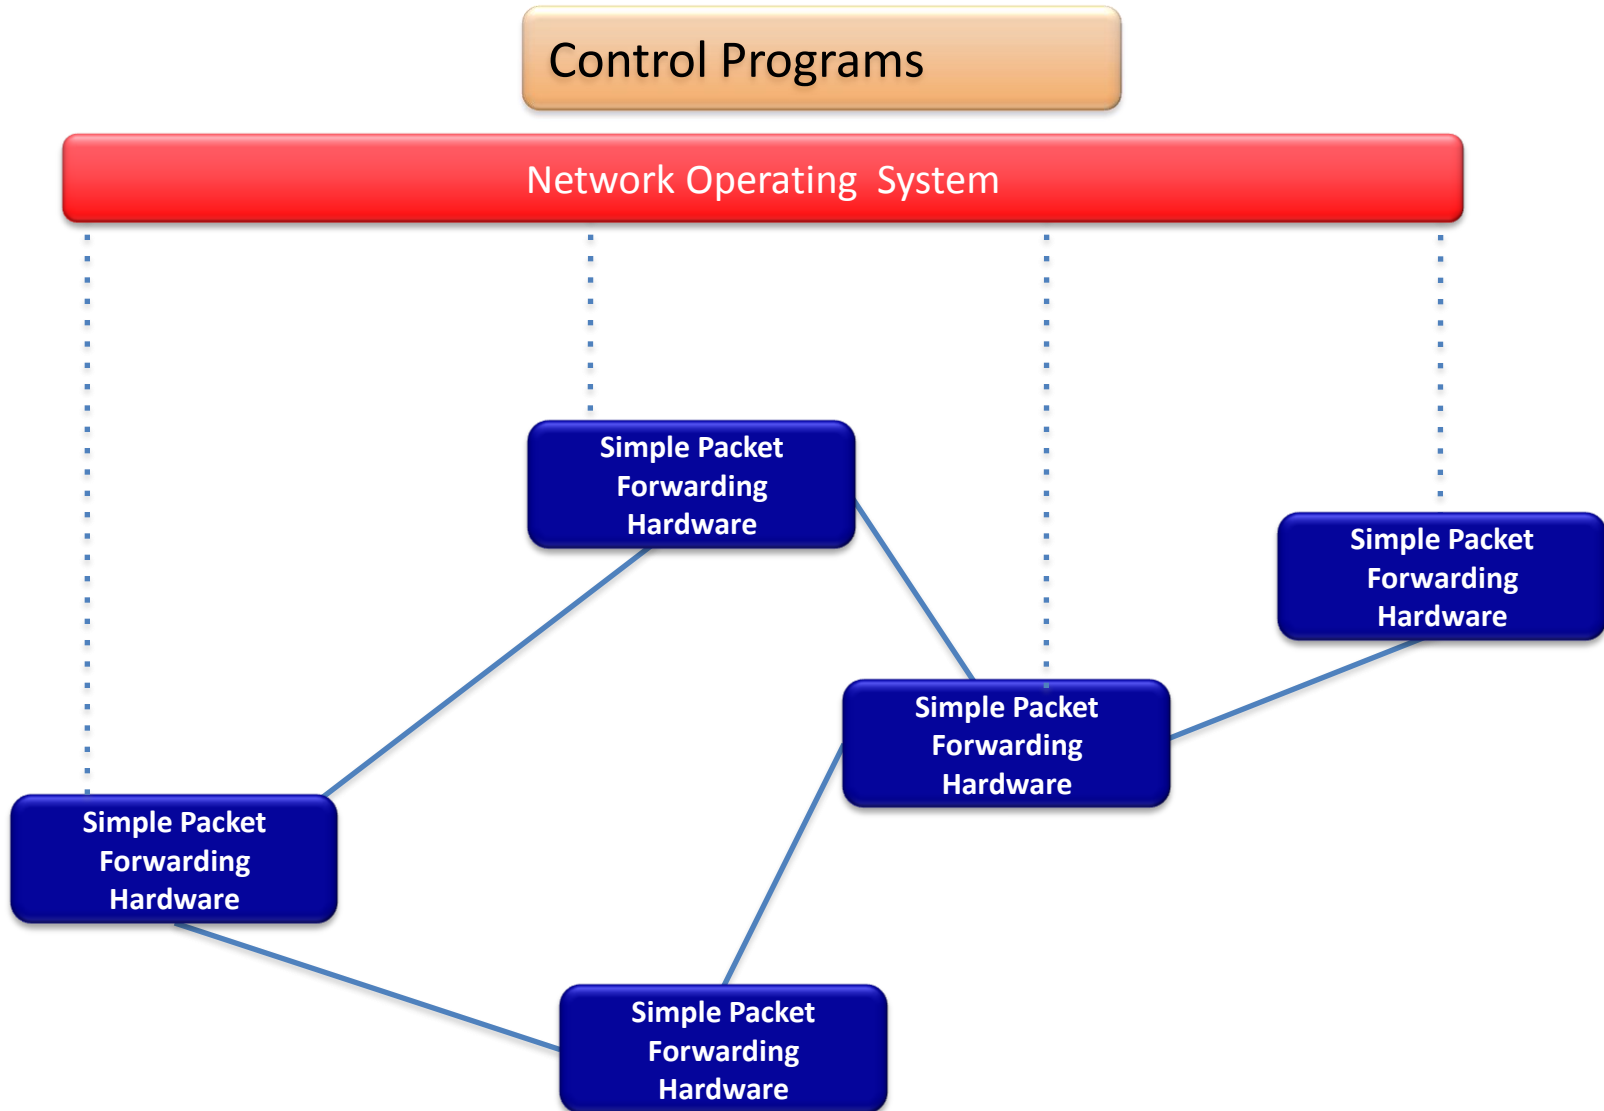 Control Programs
Network Operating  System
Simple Packet
Forwarding
Hardware
Simple Packet
Forwarding
Hardware
Simple Packet
Forwarding
Hardware
Simple Packet
Forwarding
Hardware
Simple Packet
Forwarding
Hardware